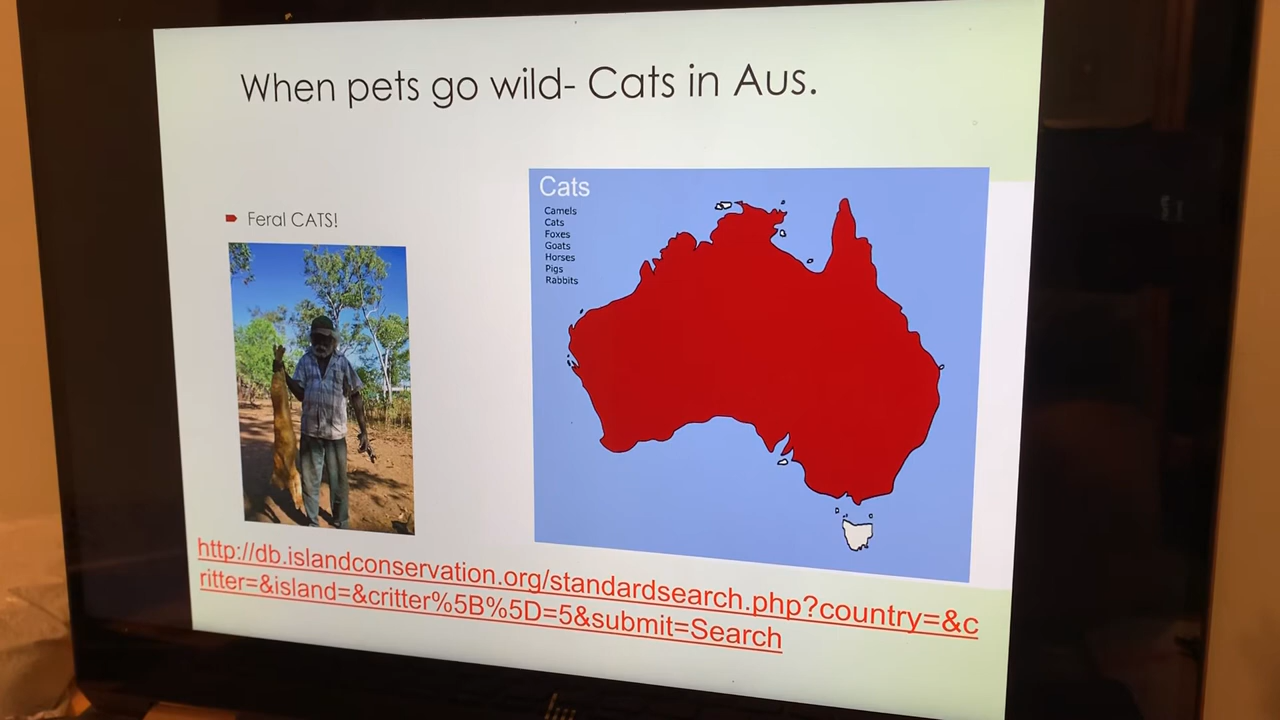 When pets go wild- Cats in Aus.
Feral CATS!
Cats
Camels
Cats
Foxes
Goats
Horses
Pigs
Rabbits
http://db.islandconservation.org/standardsearch.php?country=&c
ritter=&island=&critter%5B%5D=5&submit=Search